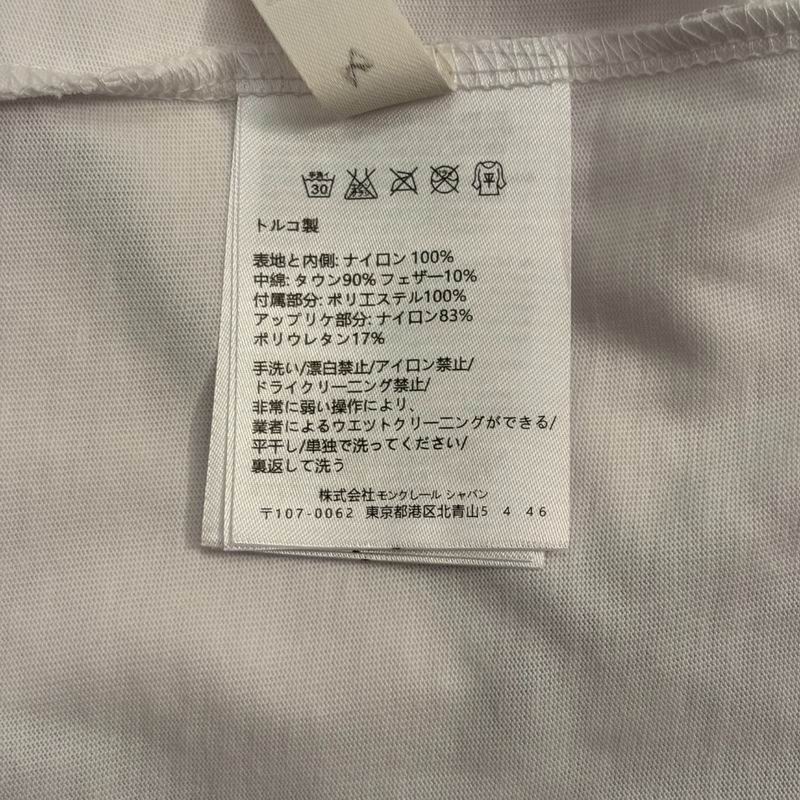 手洗イ
30
平
トルコ製
表地と内側: ナイロン 100%
中綿: タウン90% フェザー10%
付属部分: ポリエステル100%
アップリケ部分: ナイロン83%
ポリウレタン17%
手洗い/漂白禁止/アイロン禁止/
ドライクリーニング禁止/
非常に弱い操作により、
業者によるウエットクリーニングができる/
平干し/単独で洗ってください/
裏返して洗う
株式会社モンクレール ジャパン
〒107-0062 東京都港区北青山5 4 46